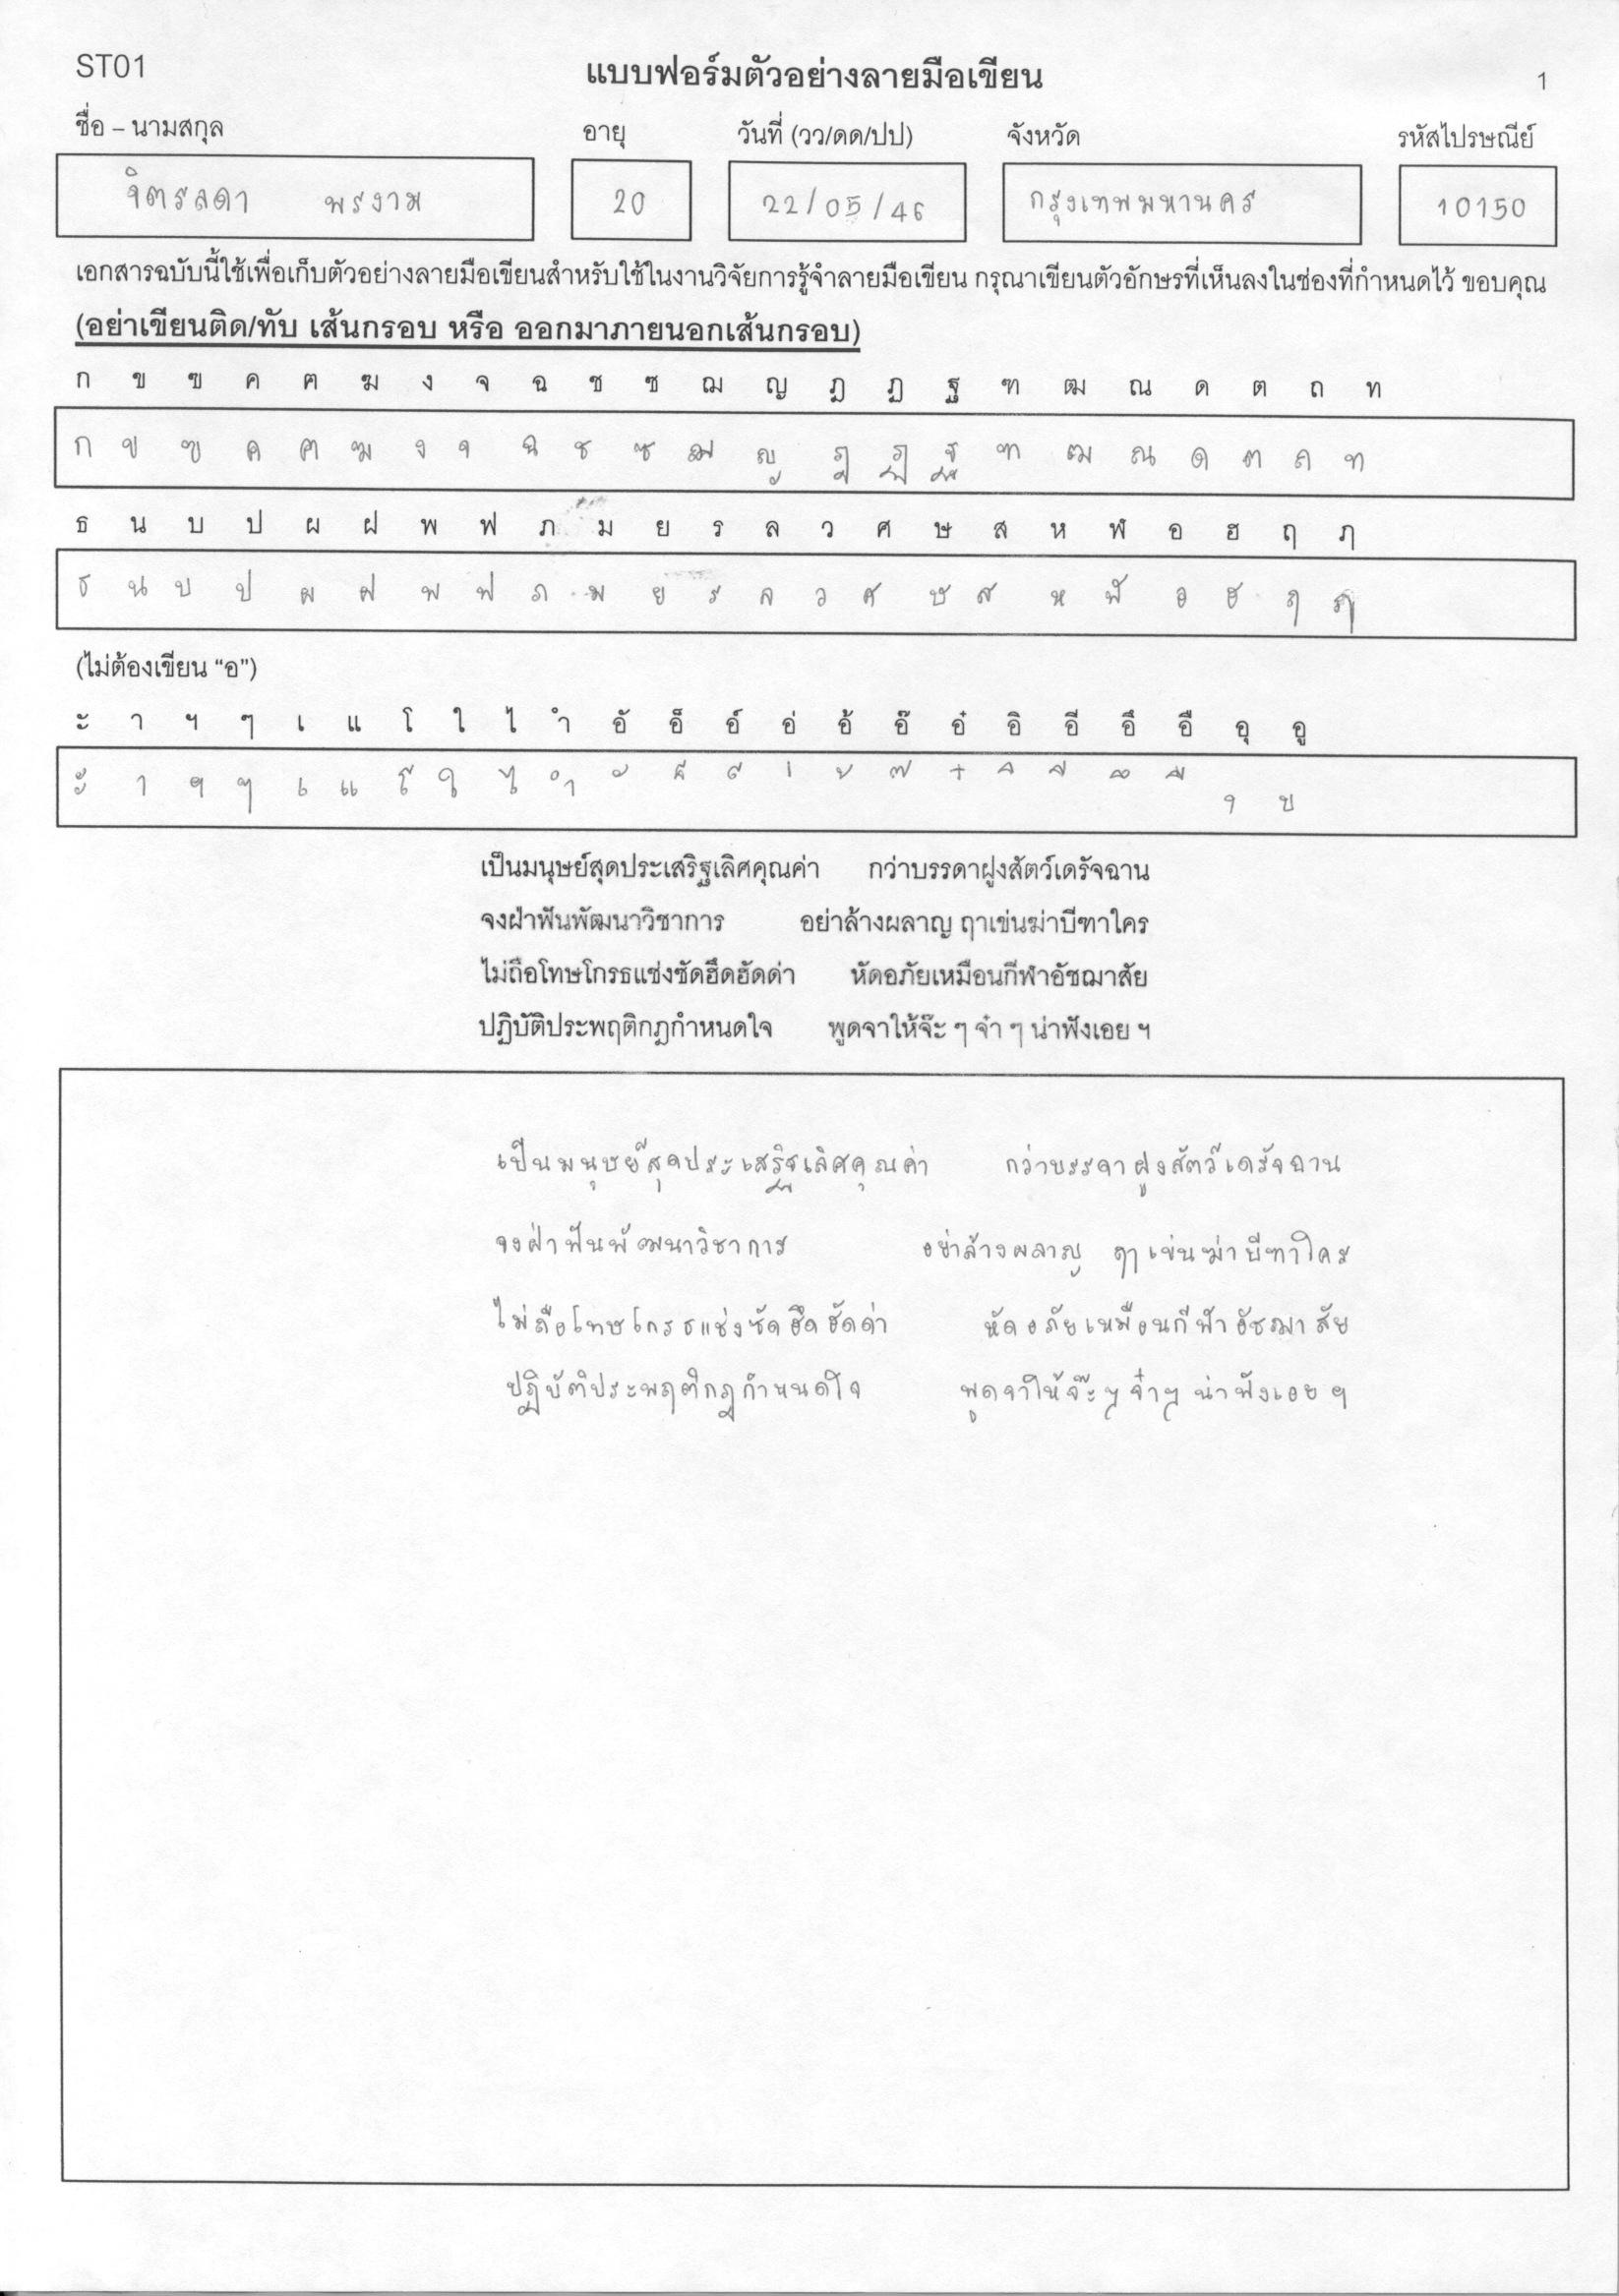 ST01 แบบฟอร์มตัวอย่างลายมือเขียน 1
ชื่อ – นามสกุล อายุ วันที่ (วว/ดด/ปป) จังหวัด รหัสไปรษณีย์
จิตรลดา พรงาม 20 22/05/46 กรุงเทพมหานคร 10150
เอกสารฉบับนี้ใช้เพื่อเก็บตัวอย่างลายมือเขียนสำหรับใช้ในงานวิจัยการรู้จำลายมือเขียน กรุณาเขียนตัวอักษรที่เห็นลงในช่องที่กำหนดไว้ ขอบคุณ
(อย่าเขียนติด/ทับ เส้นกรอบ หรือ ออกมาภายนอกเส้นกรอบ)
ก ข ฃ ค ฅ ฆ ง จ ฉ ช ซ ฌ ญ ฎ ฏ ฐ ฑ ฒ ณ ด ต ถ ท
ก ข ฃ ค ฅ ฆ ง จ ฉ ช ซ ฌ ญ ฎ ฏ ฐ ฑ ฒ ณ ด ต ถ ท
ธ น บ ป ผ ฝ พ ฟ ภ ม ย ร ล ว ศ ษ ส ห ฬ อ ฮ ฤ ฦ
ธ น บ ป ผ ฝ พ ฟ ภ ม ย ร ล ว ศ ษ ส ห ฬ อ ฮ ฤ ฦ
(ไม่ต้องเขียน “อ”)
ะ า ฯ ๆ เ แ โ ใ ไ ำ อั อ็ อ์ อ่ อ้ อ๊ อ๋ อิ อี อึ อื อุ อู
ะ า ฯ ๆ เ แ โ ใ ไ ำ ั ็ ์ ่ ้ ๊ ๋ ิ ี ึ ื ุ ู
เป็นมนุษย์สุดประเสริฐเลิศคุณค่า กว่าบรรดาฝูงสัตว์เดรัจฉาน
จงฝ่าฟันพัฒนาวิชาการ อย่าล้างผลาญ ฤาเข่นฆ่าบีฑาใคร
ไม่ถือโทษโกรธแช่งซัดฮึดฮัดด่า หัดอภัยเหมือนกีฬาอัชฌาสัย
ปฏิบัติประพฤติกฎกำหนดใจ พูดจาให้จ๊ะ ๆ จ๋า ๆ น่าฟังเอย ฯ
เป็นมนุษย์สุดประเสริฐเลิศคุณค่า กว่าบรรดาฝูงสัตว์เดรัจฉาน
จงฝ่าฟันพัฒนาวิชาการ อย่าล้างผลาญ ฤาเข่นฆ่าบีฑาใคร
ไม่ถือโทษโกรธแช่งซัดฮึดฮัดด่า หัดอภัยเหมือนกีฬาอัชฌาสัย
ปฏิบัติประพฤติกฎกำหนดใจ พูดจาให้จ๊ะๆ จ๋าๆ น่าฟังเอย ฯ